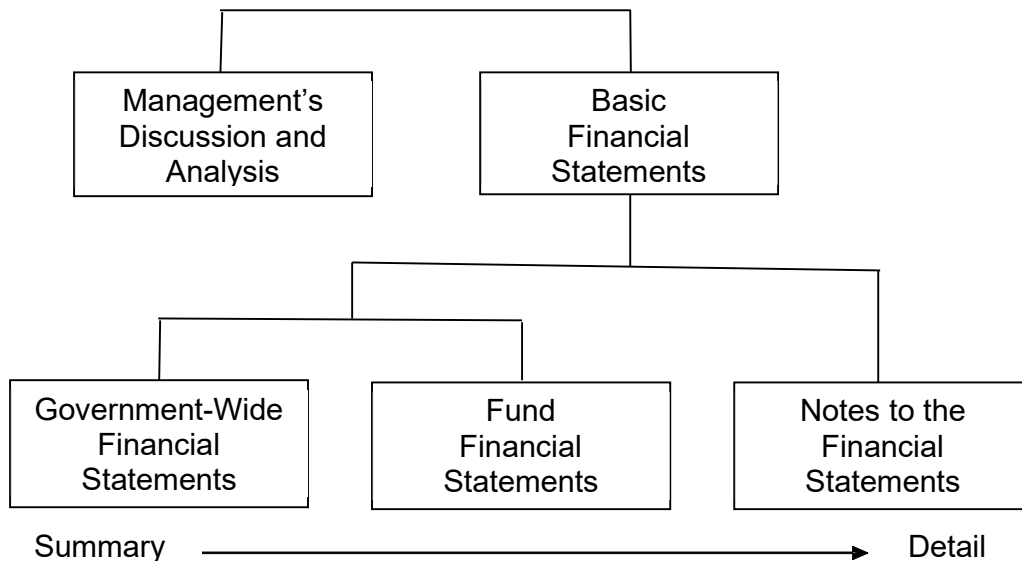 Management’s
Discussion and
Analysis
Basic
Financial
Statements
Government-Wide
Financial
Statements
Fund
Financial
Statements
Notes to the
Financial
Statements
Summary
Detail